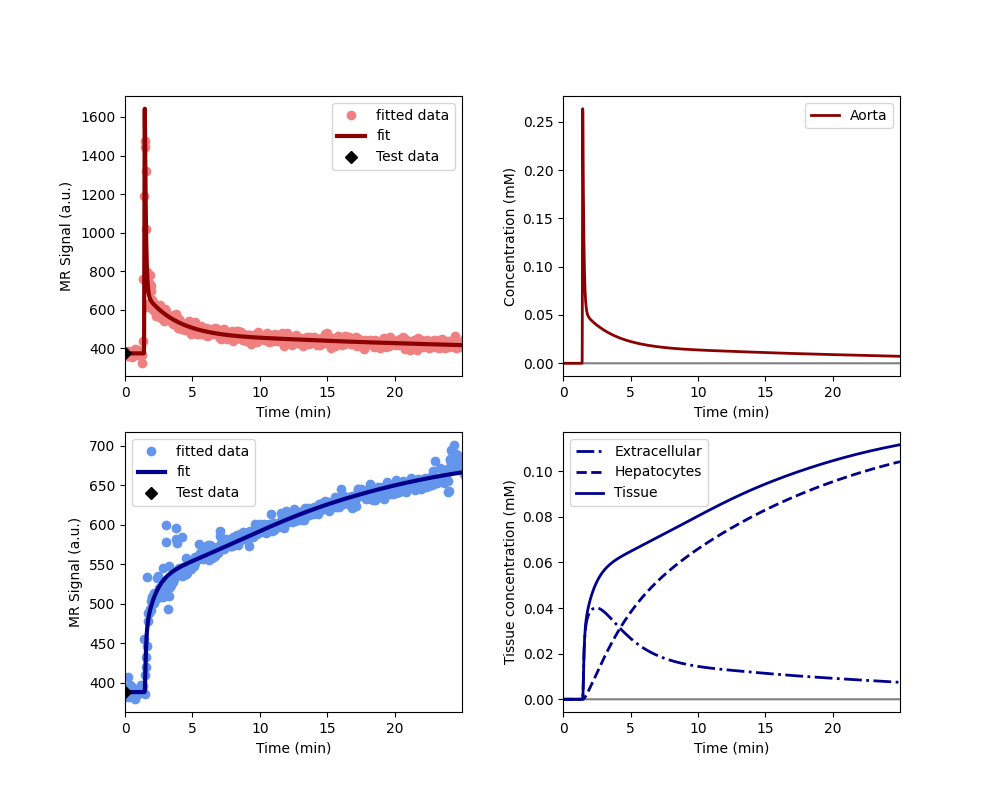 1600
1400
1200
1000
800
600
400
MR Signal (a.u.)
fitted data
fit
Test data
0 5 10 15 20
Time (min)
0.25
0.20
0.15
0.10
0.05
0.00
Concentration (mM)
Aorta
0 5 10 15 20
Time (min)
700
650
600
550
500
450
400
MR Signal (a.u.)
fitted data
fit
Test data
0 5 10 15 20
Time (min)
0.10
0.08
0.06
0.04
0.02
0.00
Tissue concentration (mM)
Extracellular
Hepatocytes
Tissue
0 5 10 15 20
Time (min)